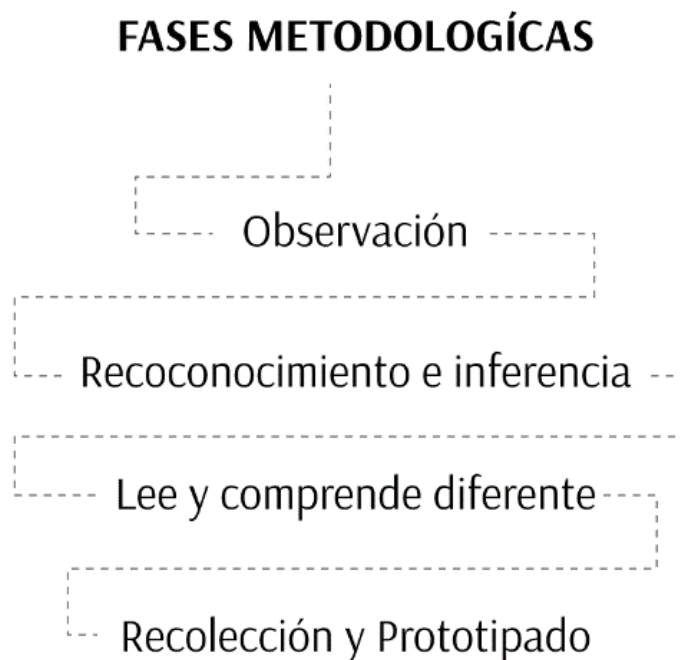 FASES METODOLOGÍCAS
Observación
Recoconocimiento e inferencia
Lee y comprende diferente
Recolección y Prototipado